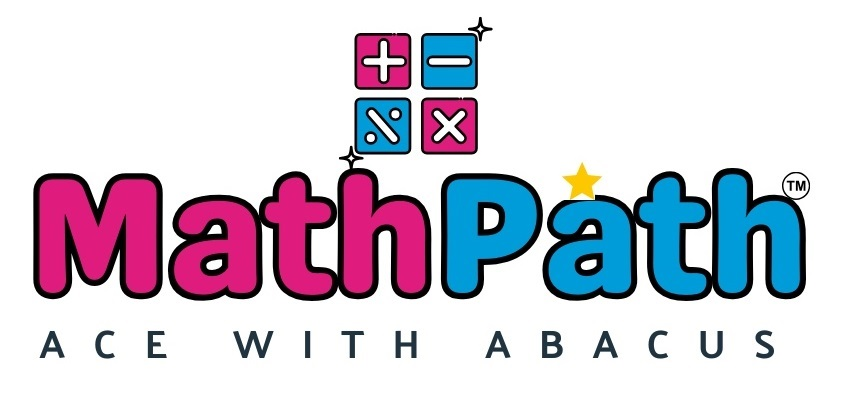 + −
÷ ×
MathPath™
ACE WITH ABACUS